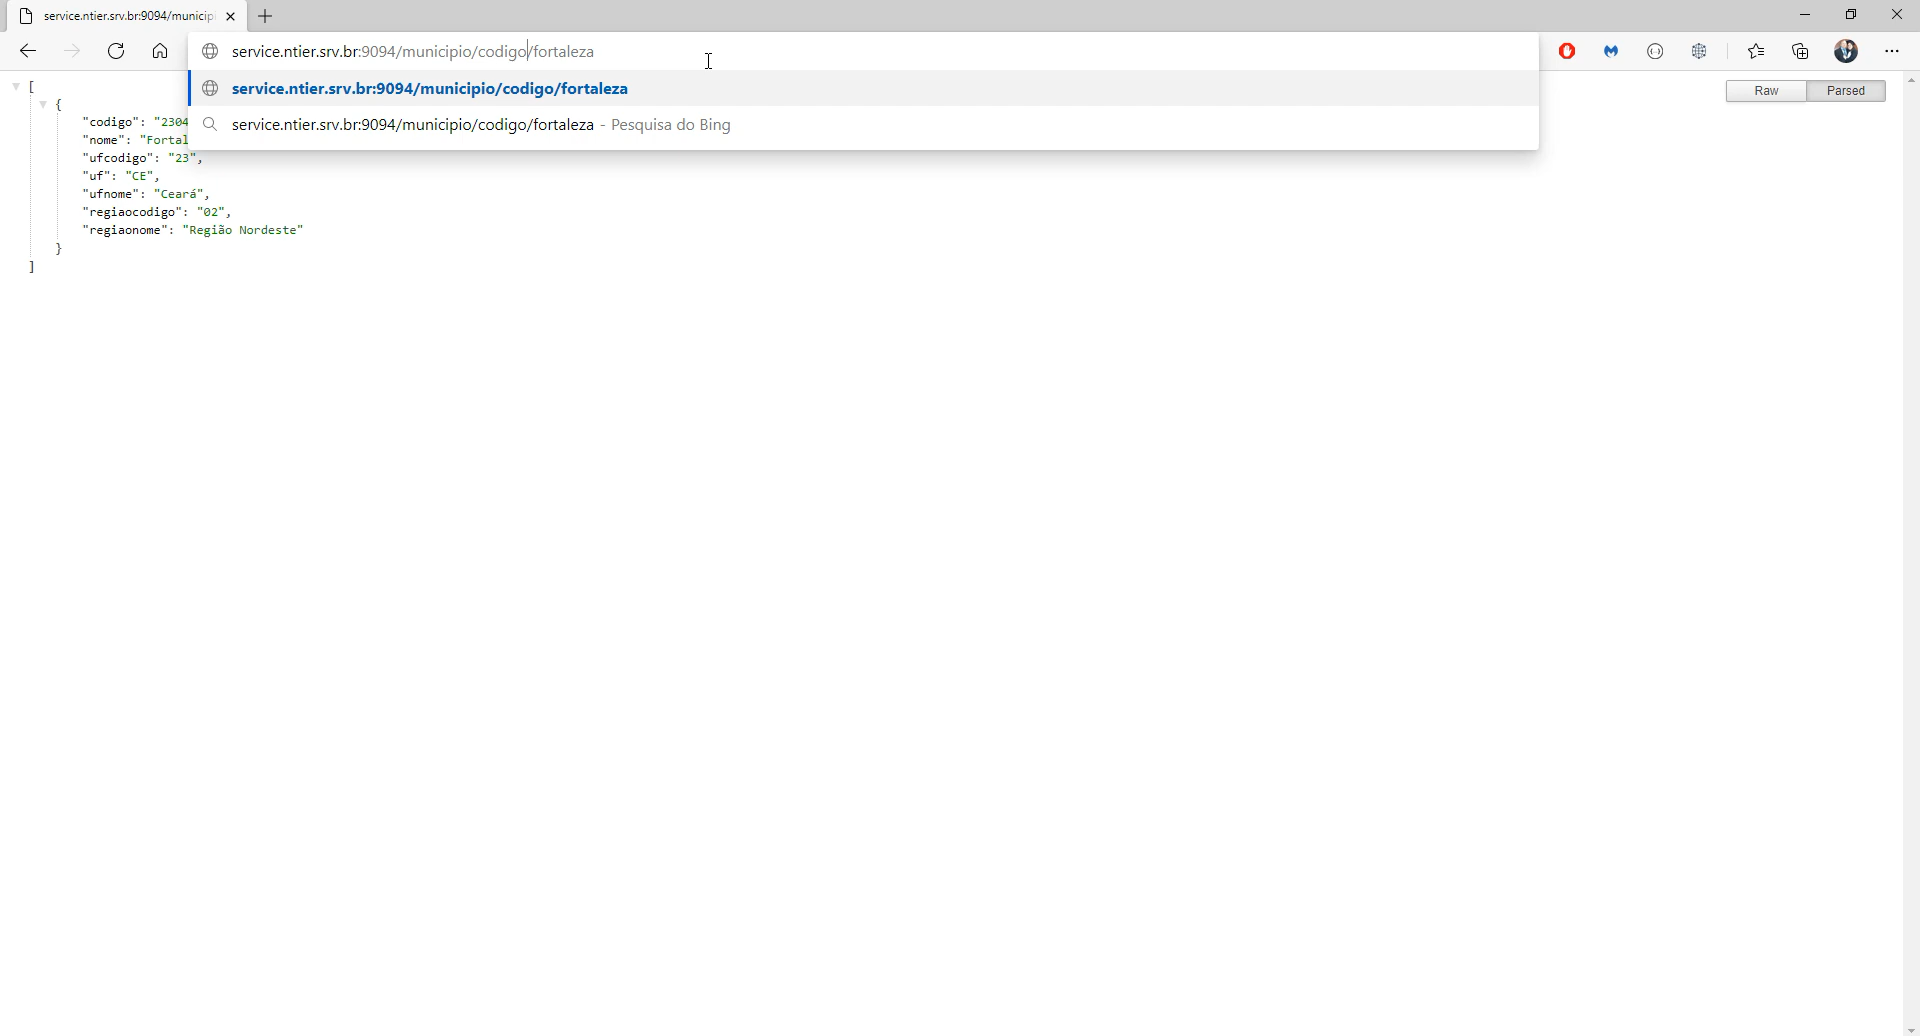 service.ntier.srv.br:9094/municip
service.ntier.srv.br:9094/municipio/codigo/fortaleza
service.ntier.srv.br:9094/municipio/codigo/fortaleza
service.ntier.srv.br:9094/municipio/codigo/fortaleza - Pesquisa do Bing
Raw Parsed
[
{
"codigo": "2304
"nome": "Fortal
"ufcodigo": "23",
"uf": "CE",
"ufnome": "Ceará",
"regiaocodigo": "02",
"regiaonome": "Região Nordeste"
}
]